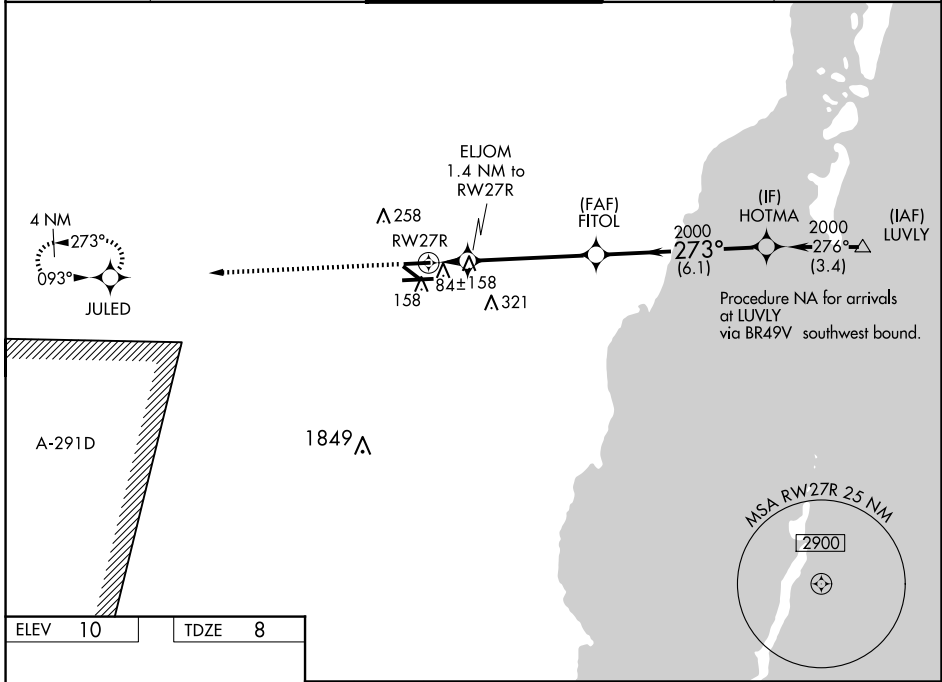 ELJOM
1.4 NM to
RW27R
(FAF)
FITOL
(IF)
HOTMA
(IAF)
LUVLY
4 NM
273°
093°
JULED
258
RW27R
2000
273°
(6.1)
2000
276°
(3.4)
158
84±
158
321
Procedure NA for arrivals
at LUVLY
via BR49V southwest bound.
A-291D
1849
MSA RW27R 25 NM
2900
ELEV 10
TDZE 8